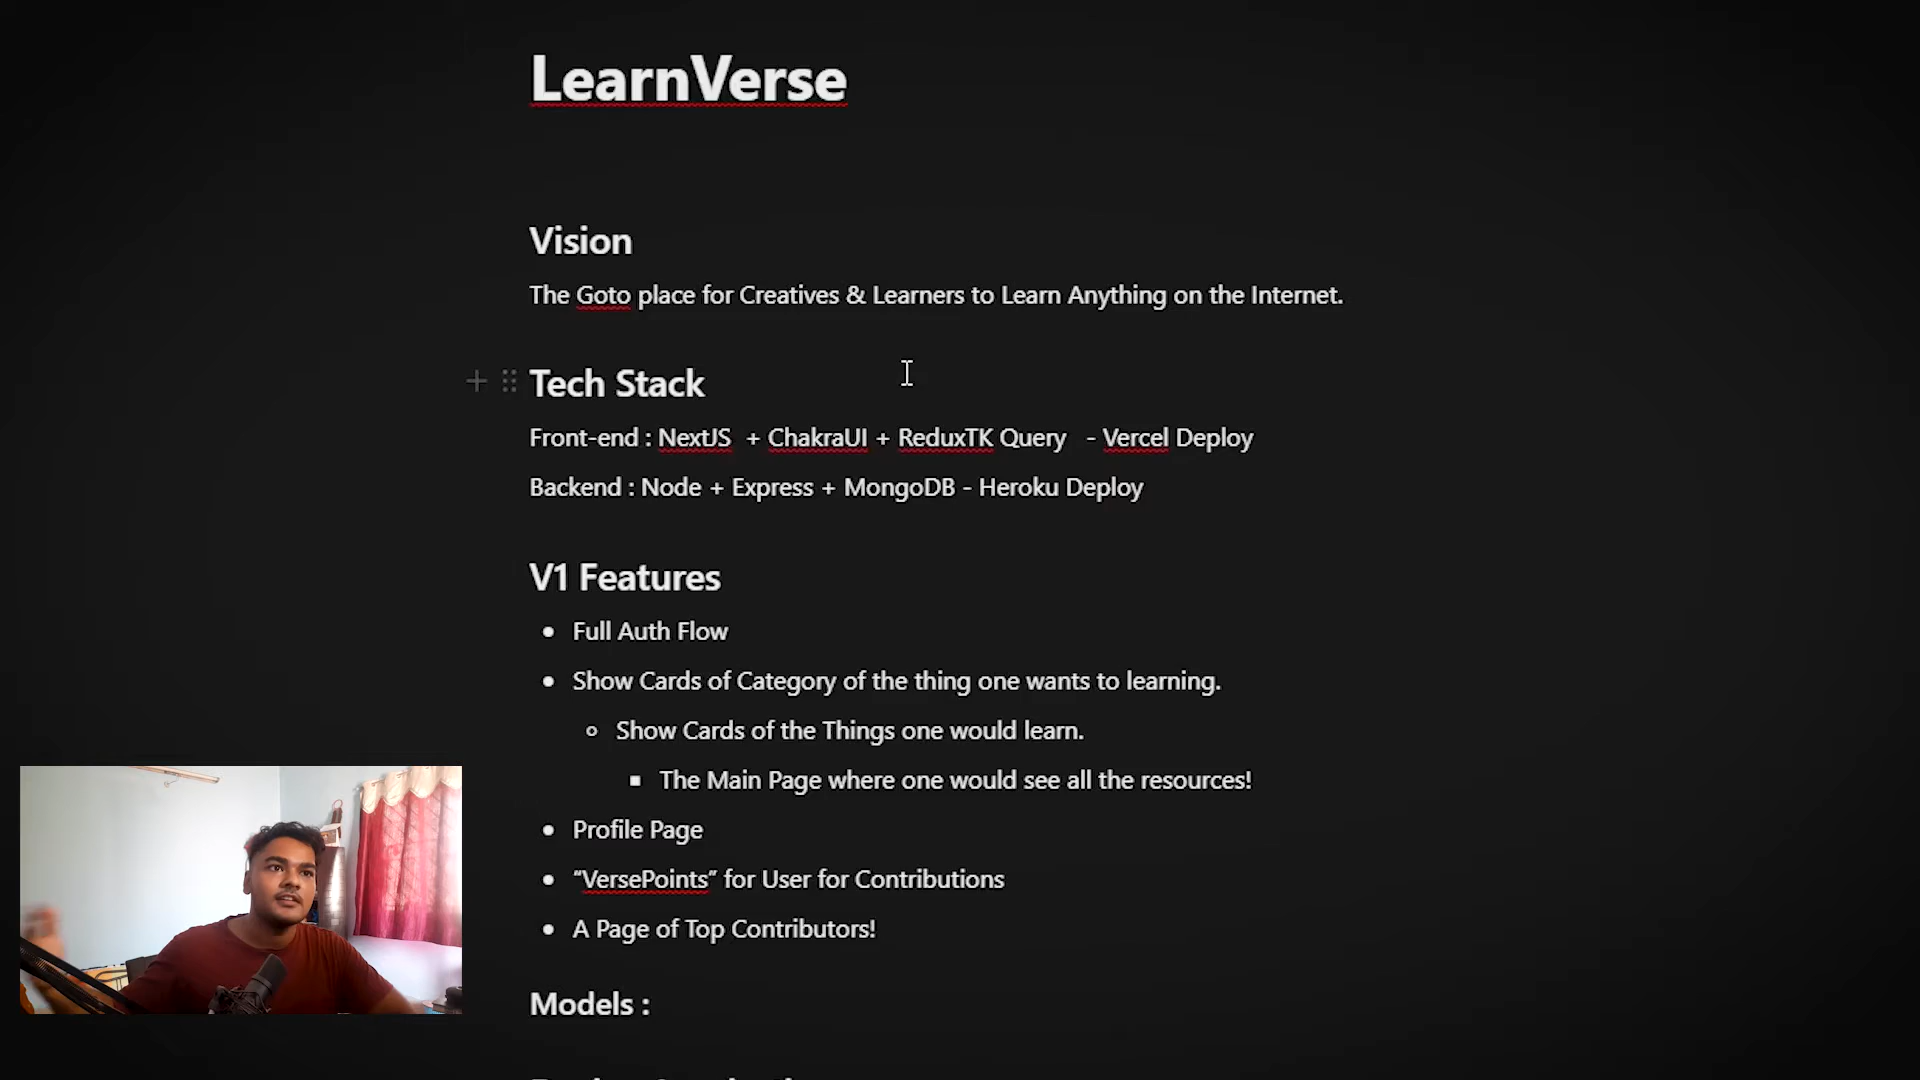 LearnVerse
Vision
The Goto place for Creatives & Learners to Learn Anything on the Internet.
Tech Stack
Front-end : NextJS + ChakraUI + ReduxTK Query - Vercel Deploy
Backend : Node + Express + MongoDB - Heroku Deploy
V1 Features
Full Auth Flow
Show Cards of Category of the thing one wants to learning.
Show Cards of the Things one would learn.
The Main Page where one would see all the resources!
Profile Page
“VersePoints” for User for Contributions
A Page of Top Contributors!
Models :